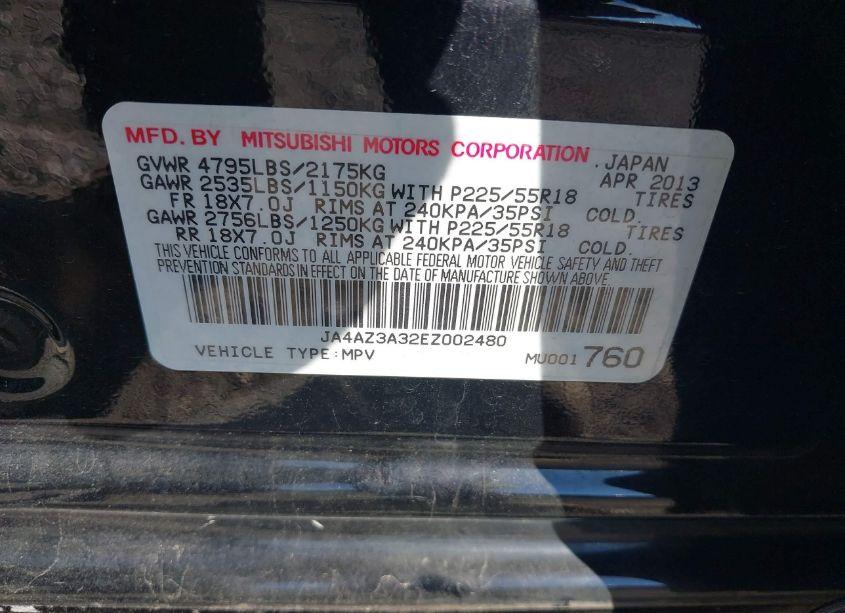 MFD. BY MITSUBISHI MOTORS CORPORATION. JAPAN
GVWR 4795LBS/2175KG APR 2013
GAWR 2535LBS/1150KG WITH P225/55R18 TIRES
FR 18X7.0J RIMS AT 240KPA/35PSI COLD.
GAWR 2756LBS/1250KG WITH P225/55R18 TIRES
RR 18X7.0J RIMS AT 240KPA/35PSI COLD.
THIS VEHICLE CONFORMS TO ALL APPLICABLE FEDERAL MOTOR VEHICLE SAFETY AND THEFT
PREVENTION STANDARDS IN EFFECT ON THE DATE OF MANUFACTURE SHOWN ABOVE.
JA4AZ3A32EZ002480
VEHICLE TYPE:MPV MU001760